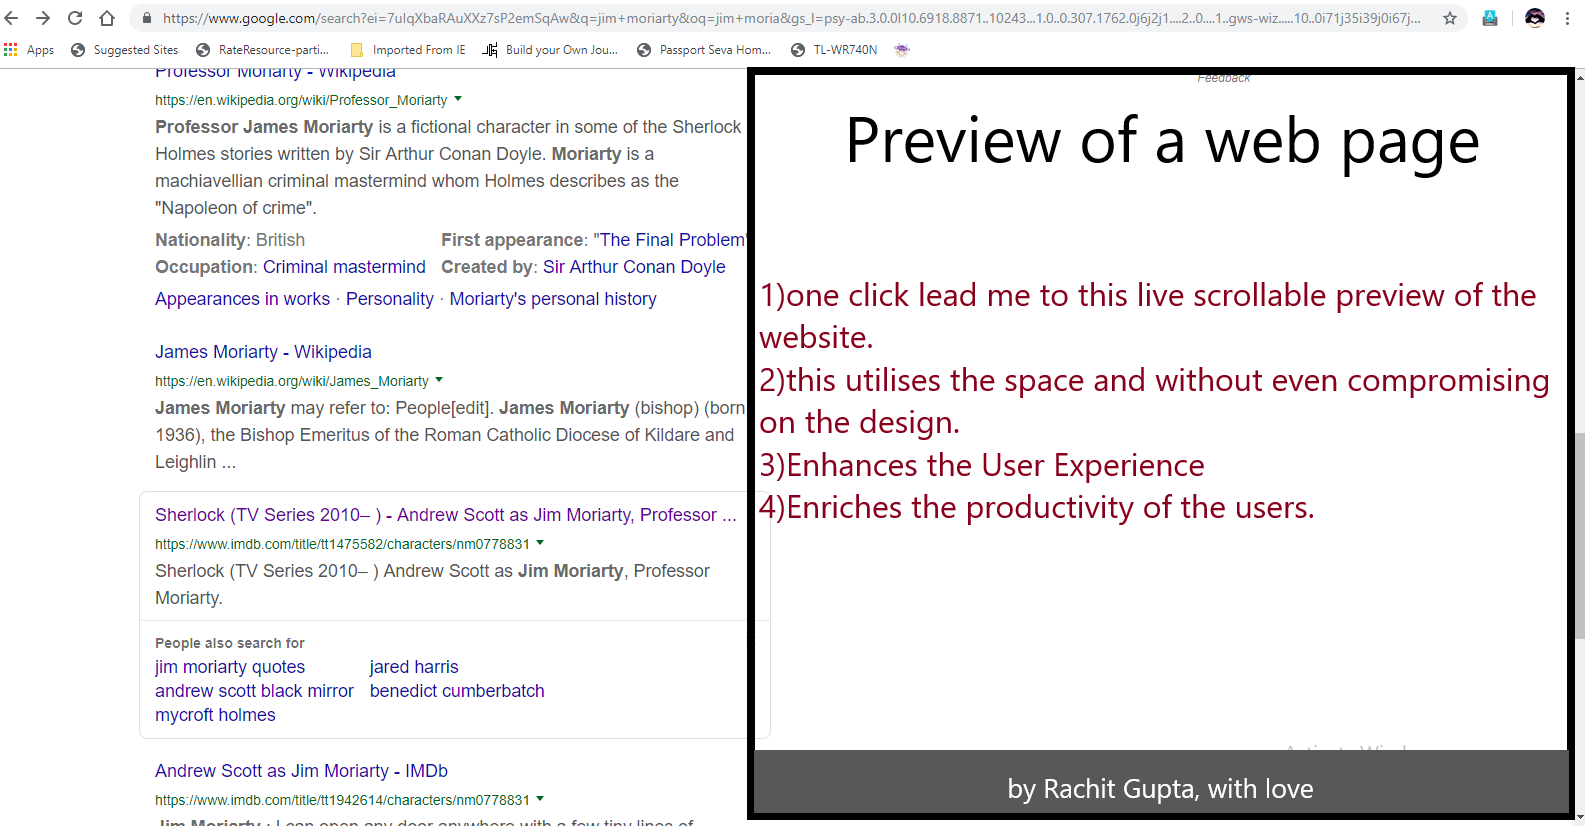 https://www.google.com/search?ei=7uIqXbaRAuXXz7sP2emSqAw&q=jim+moriarty&oq=jim+moria&gs_l=psy-ab.3.0.0l10.6918.8871..10243...1.0..0.307.1762.0j6j2j1....2..0....1..gws-wiz.....10..0i71j35i39j0i67j...
Apps Suggested Sites RateResource-parti... Imported From IE Build your Own Jou... Passport Seva Hom... TL-WR740N
Professor Moriarty - Wikipedia
https://en.wikipedia.org/wiki/Professor_Moriarty
Professor James Moriarty is a fictional character in some of the Sherlock
Holmes stories written by Sir Arthur Conan Doyle. Moriarty is a
machiavellian criminal mastermind whom Holmes describes as the
"Napoleon of crime".
Nationality: British First appearance: "The Final Problem"
Occupation: Criminal mastermind Created by: Sir Arthur Conan Doyle
Appearances in works · Personality · Moriarty's personal history
James Moriarty - Wikipedia
https://en.wikipedia.org/wiki/James_Moriarty
James Moriarty may refer to: People[edit]. James Moriarty (bishop) (born
1936), the Bishop Emeritus of the Roman Catholic Diocese of Kildare and
Leighlin ...
Sherlock (TV Series 2010– ) - Andrew Scott as Jim Moriarty, Professor ...
https://www.imdb.com/title/tt1475582/characters/nm0778831
Sherlock (TV Series 2010– ) Andrew Scott as Jim Moriarty, Professor
Moriarty.
People also search for
jim moriarty quotes jared harris
andrew scott black mirror benedict cumberbatch
mycroft holmes
Andrew Scott as Jim Moriarty - IMDb
https://www.imdb.com/title/tt1942614/characters/nm0778831
Jim Moriarty : I can open any door anywhere with a few tiny lines of
Feedback
Preview of a web page
1)one click lead me to this live scrollable preview of the
website.
2)this utilises the space and without even compromising
on the design.
3)Enhances the User Experience
4)Enriches the productivity of the users.
by Rachit Gupta, with love